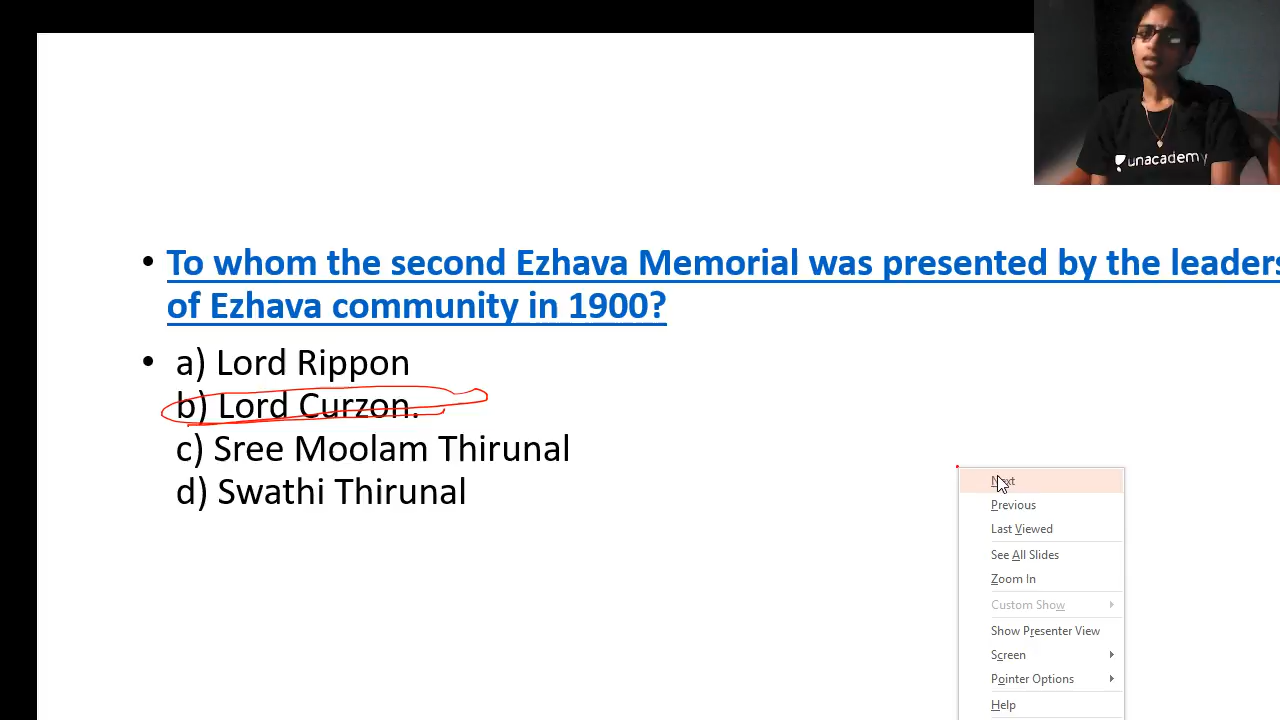 unacademy
• To whom the second Ezhava Memorial was presented by the leaders
of Ezhava community in 1900?
• a) Lord Rippon
b) Lord Curzon.
c) Sree Moolam Thirunal
d) Swathi Thirunal
Next
Previous
Last Viewed
See All Slides
Zoom In
Custom Show
Show Presenter View
Screen
Pointer Options
Help